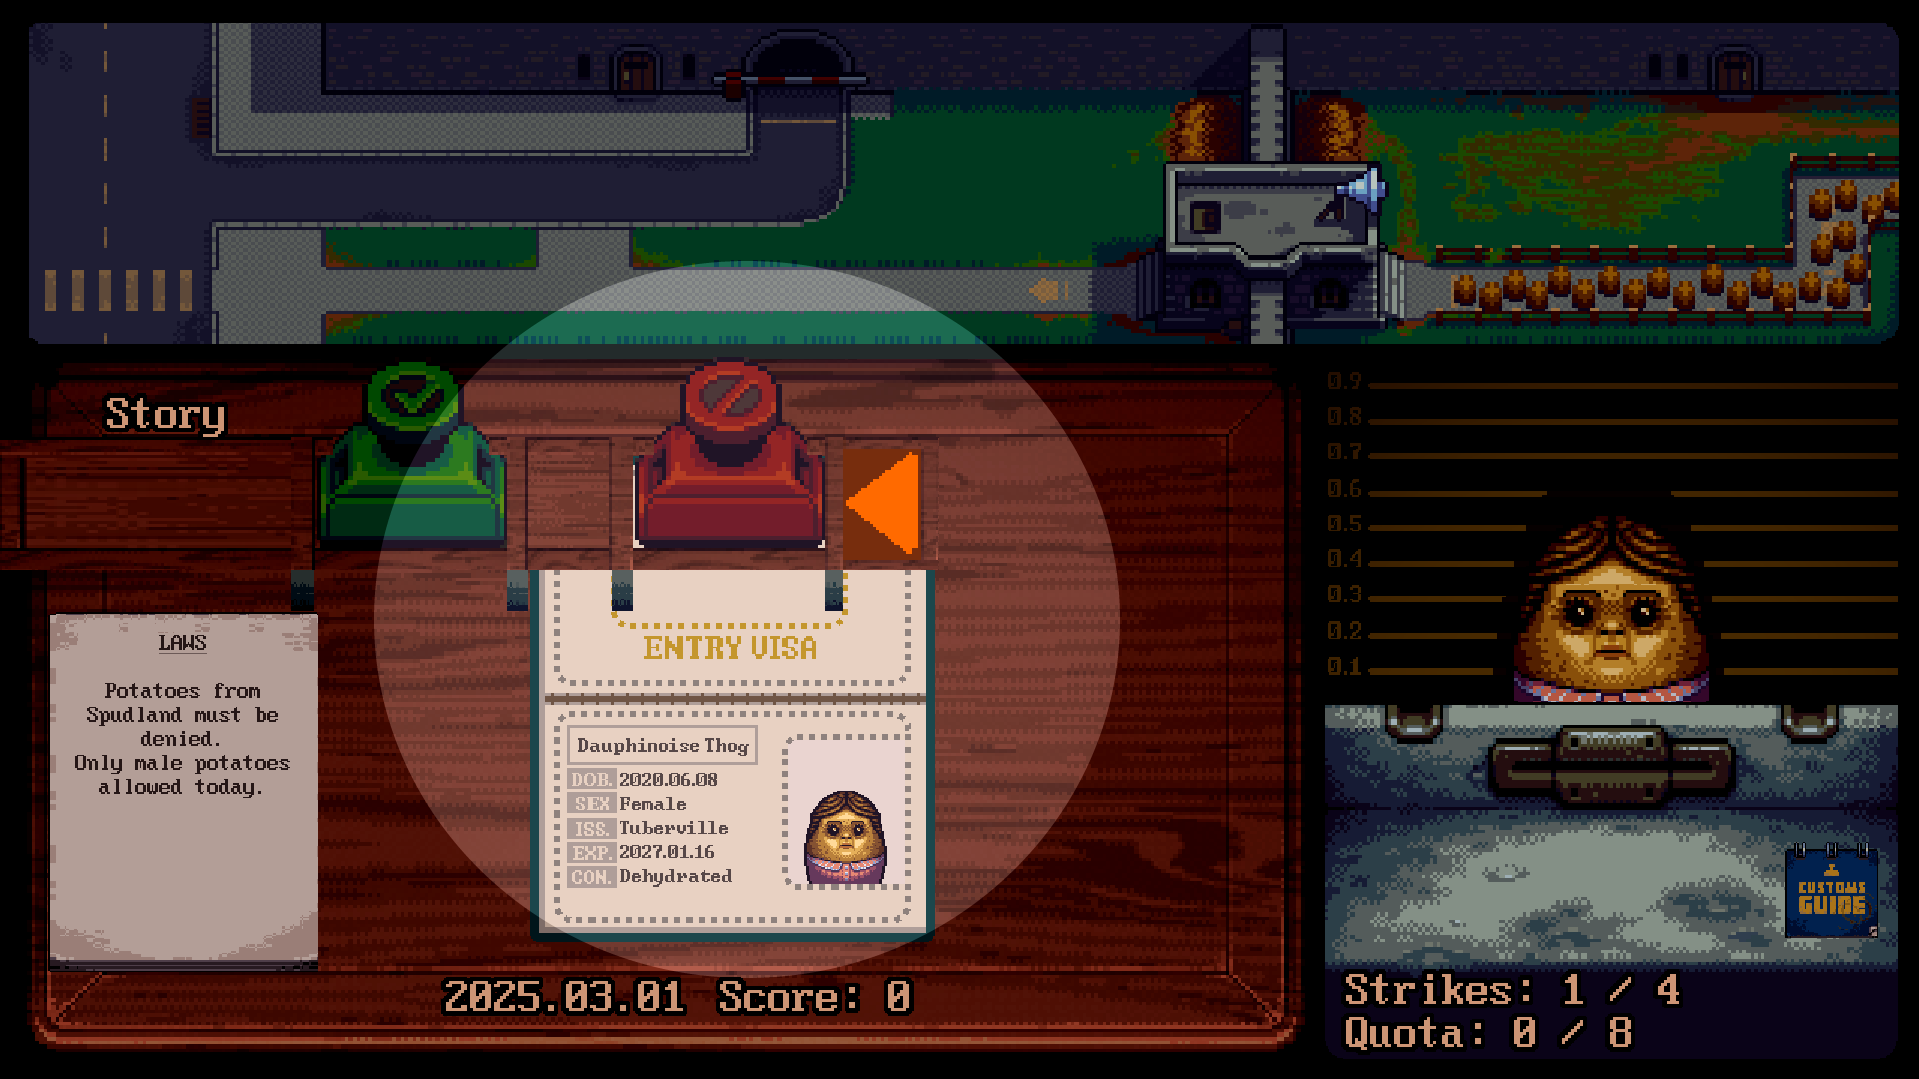 Story
LAWS
Potatoes from
Spudland must be
denied.
Only male potatoes
allowed today.
ENTRY VISA
Dauphinoise Thog
DOB. 2020.06.08
SEX Female
ISS. Tuberville
EXP. 2027.01.16
CON. Dehydrated
0.9
0.8
0.7
0.6
0.5
0.4
0.3
0.2
0.1
CUSTOMS
GUIDE
2025.03.01 Score: 0
Strikes: 1 / 4
Quota: 0 / 8